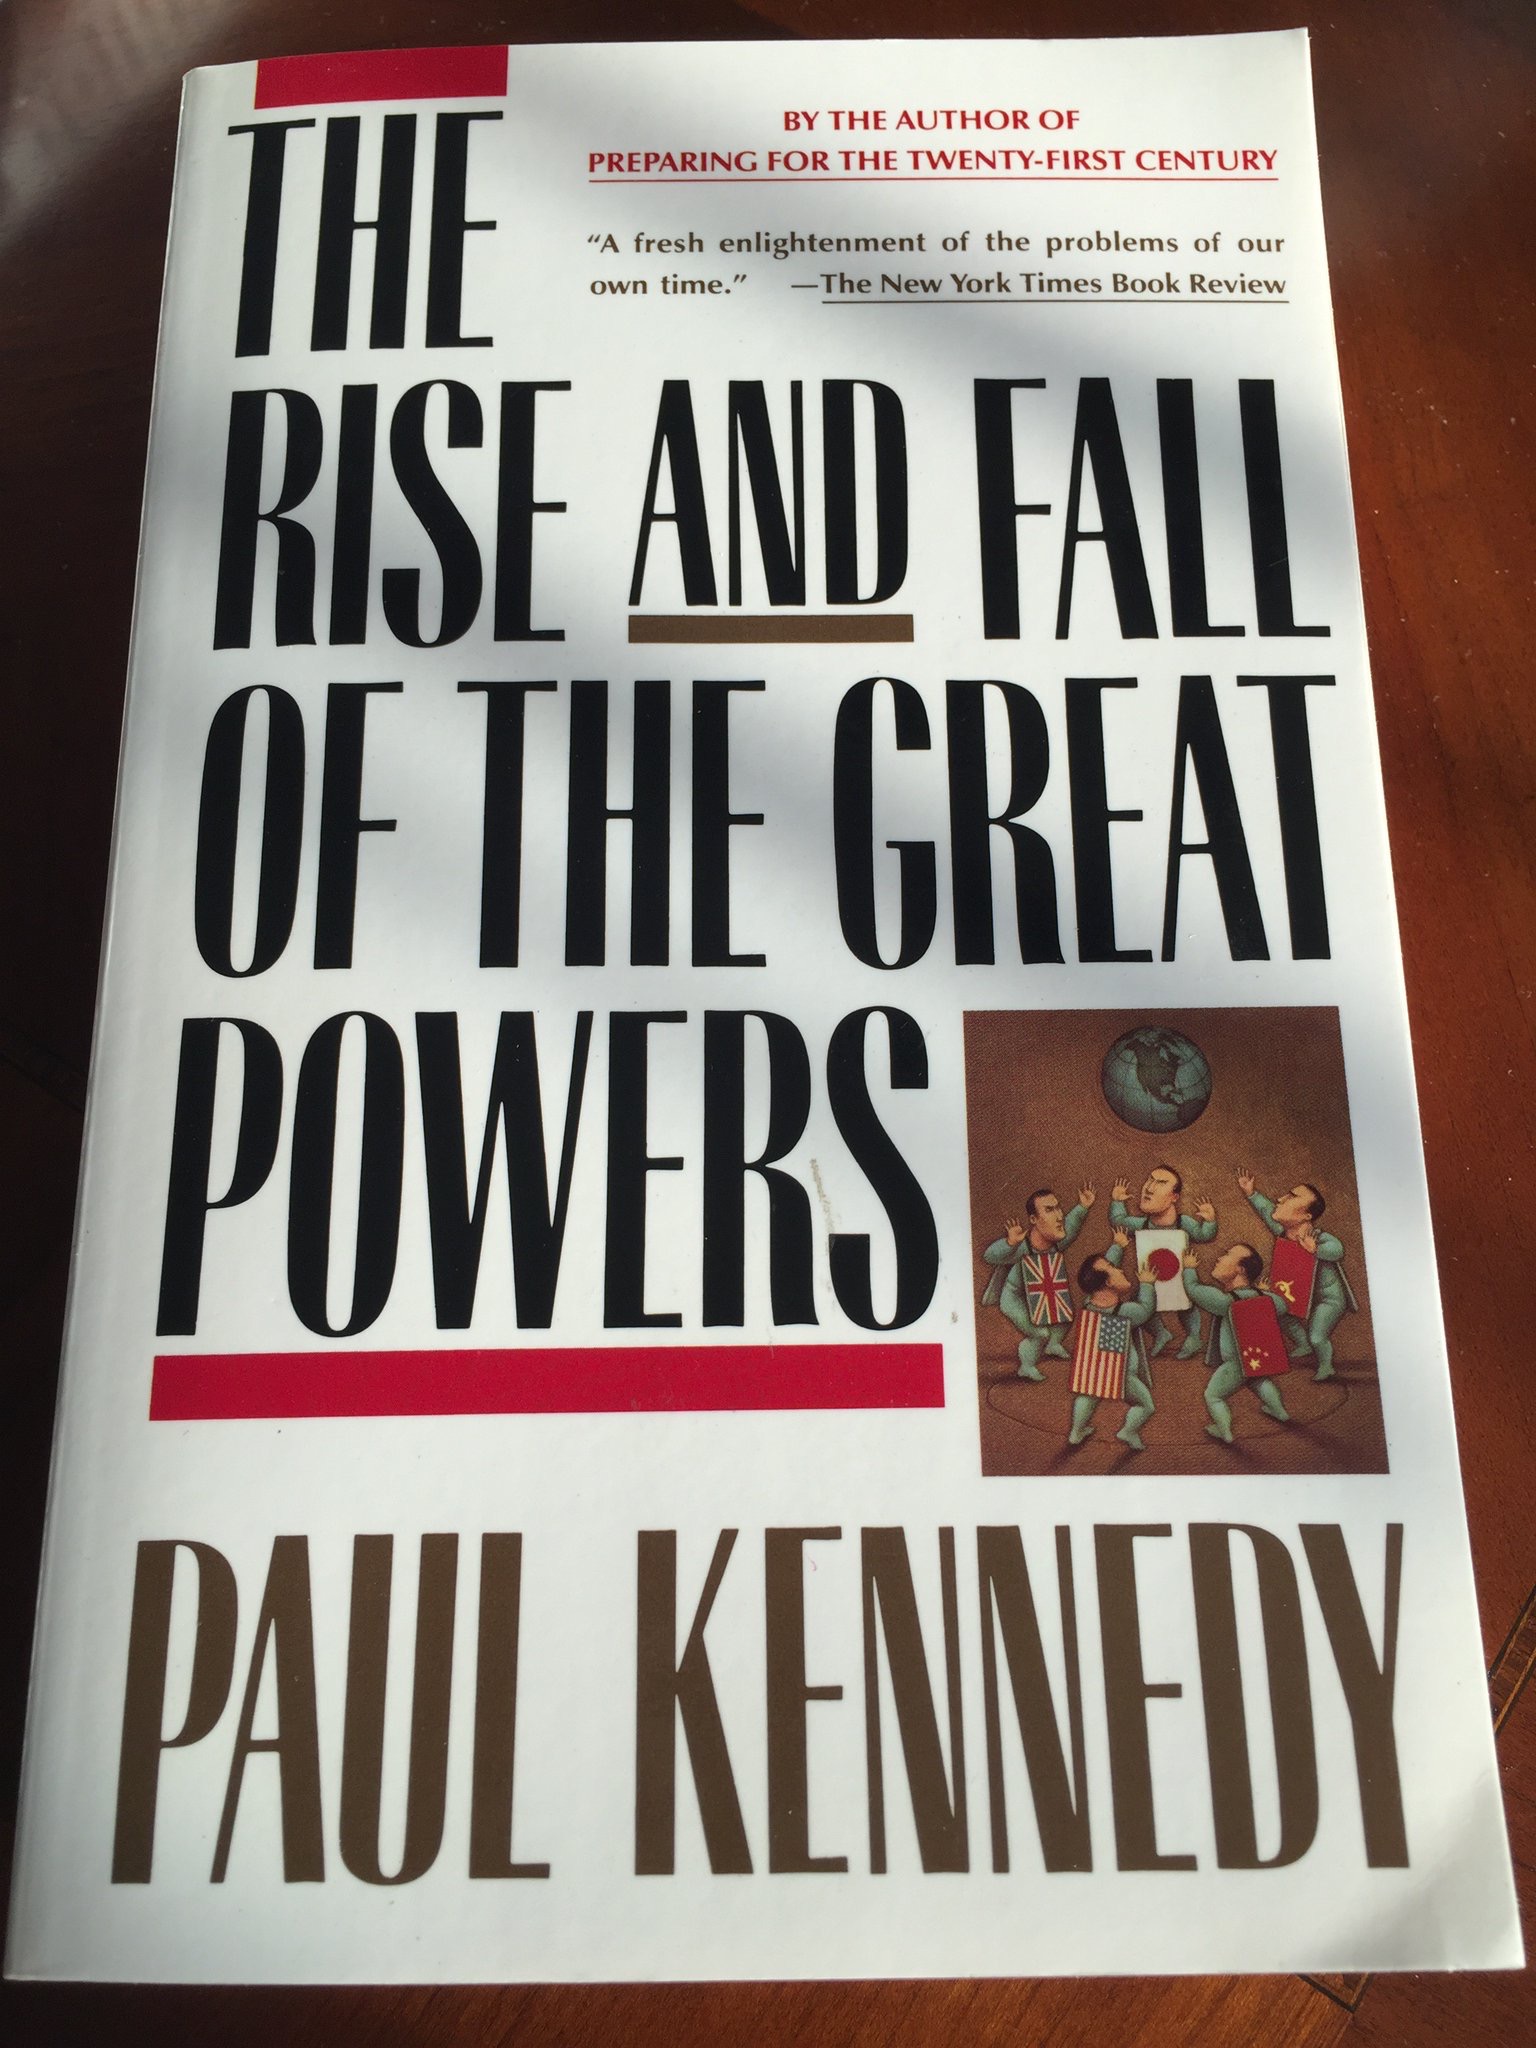 THE
BY THE AUTHOR OF
PREPARING FOR THE TWENTY-FIRST CENTURY
“A fresh enlightenment of the problems of our
own time.” —The New York Times Book Review
RISE AND FALL
OF THE GREAT
POWERS
PAUL KENNEDY